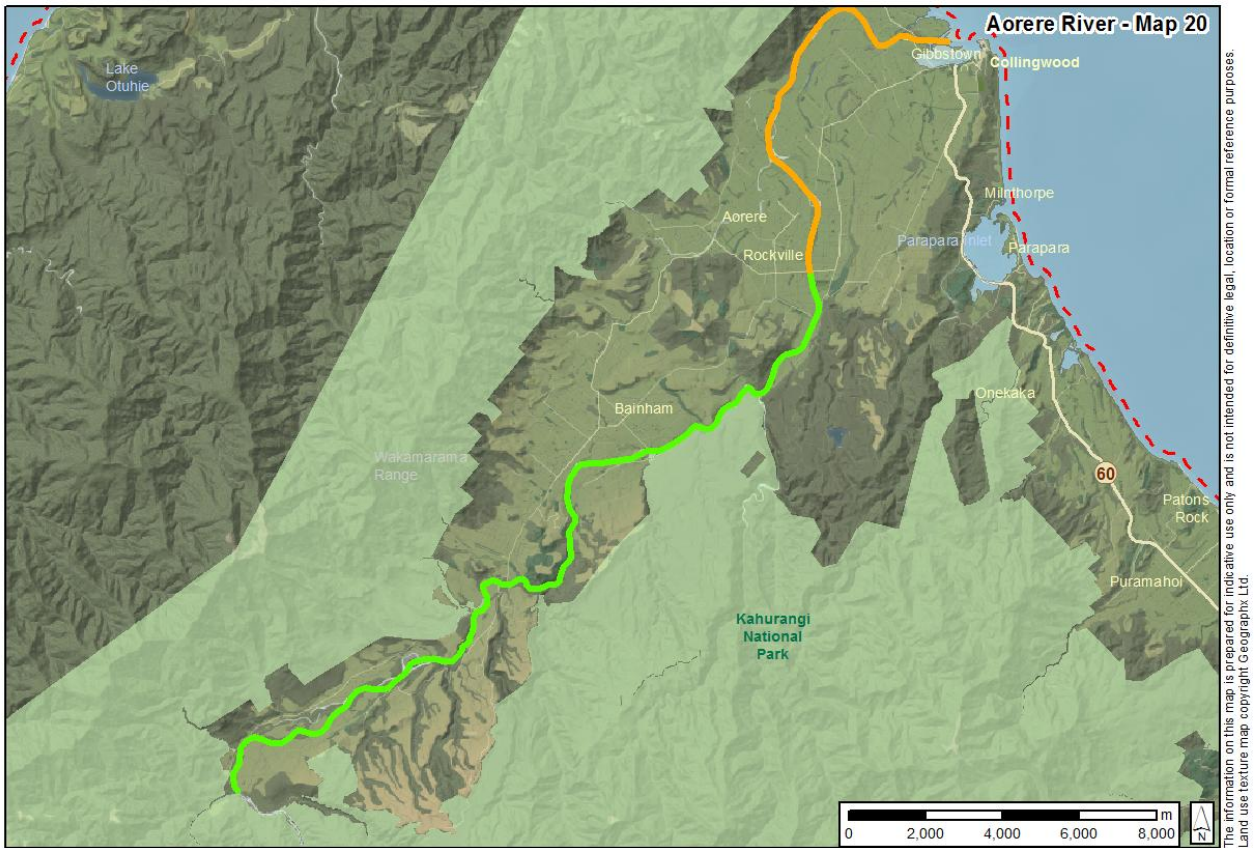 Aorere River - Map 20
Lake
Otuhie
Gibbstown
Collingwood
Milnthorpe
Aorere
Parapara Inlet
Parapara
Rockville
Onekaka
Bainham
Wakamarama
Range
60
Patons
Rock
Puramahoi
Kahurangi
National
Park
m
0 2,000 4,000 6,000 8,000
N
The information on this map is prepared for indicative use only and is not intended for definitive legal, location or formal reference purposes.
Land use texture map copyright Geographx Ltd.